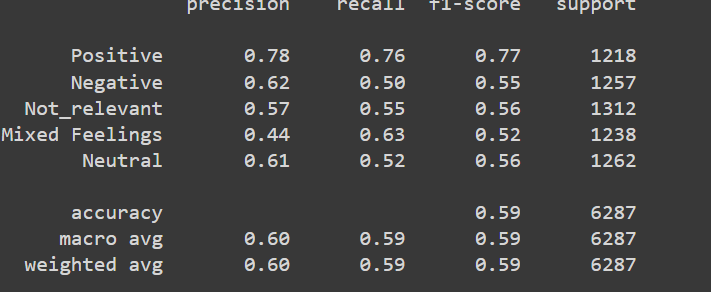 precision recall f1-score support
Positive 0.78 0.76 0.77 1218
Negative 0.62 0.50 0.55 1257
Not_relevant 0.57 0.55 0.56 1312
Mixed Feelings 0.44 0.63 0.52 1238
Neutral 0.61 0.52 0.56 1262
accuracy 0.59 6287
macro avg 0.60 0.59 0.59 6287
weighted avg 0.60 0.59 0.59 6287